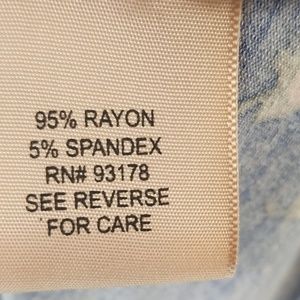 95% RAYON
5% SPANDEX
RN# 93178
SEE REVERSE
FOR CARE